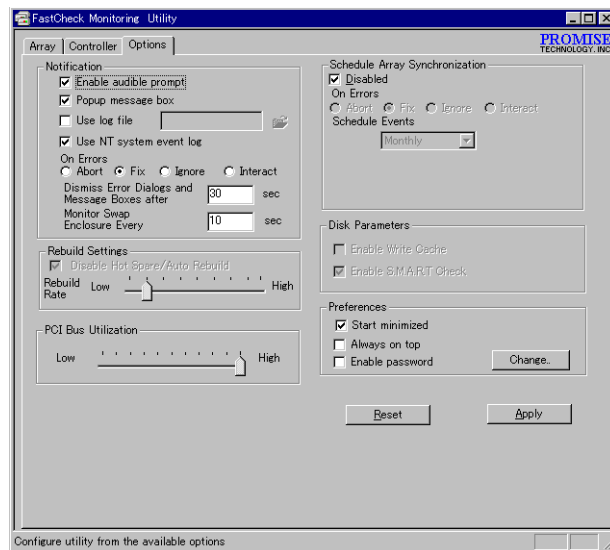 FastCheck Monitoring Utility
Array Controller Options
PROMISE
TECHNOLOGY, INC
Notification
Enable audible prompt
Popup message box
Use log file
Use NT system event log
On Errors
Abort Fix Ignore Interact
Dismiss Error Dialogs and
Message Boxes after 30 sec
Monitor Swap
Enclosure Every 10 sec
Rebuild Settings
Disable Hot Spare/Auto Rebuild
Rebuild
Rate Low High
PCI Bus Utilization
Low High
Schedule Array Synchronization
Disabled
On Errors
Abort Fix Ignore Interact
Schedule Events
Monthly
Disk Parameters
Enable Write Cache
Enable S.M.A.R.T Check
Preferences
Start minimized
Always on top
Enable password Change..
Reset Apply
Configure utility from the available options